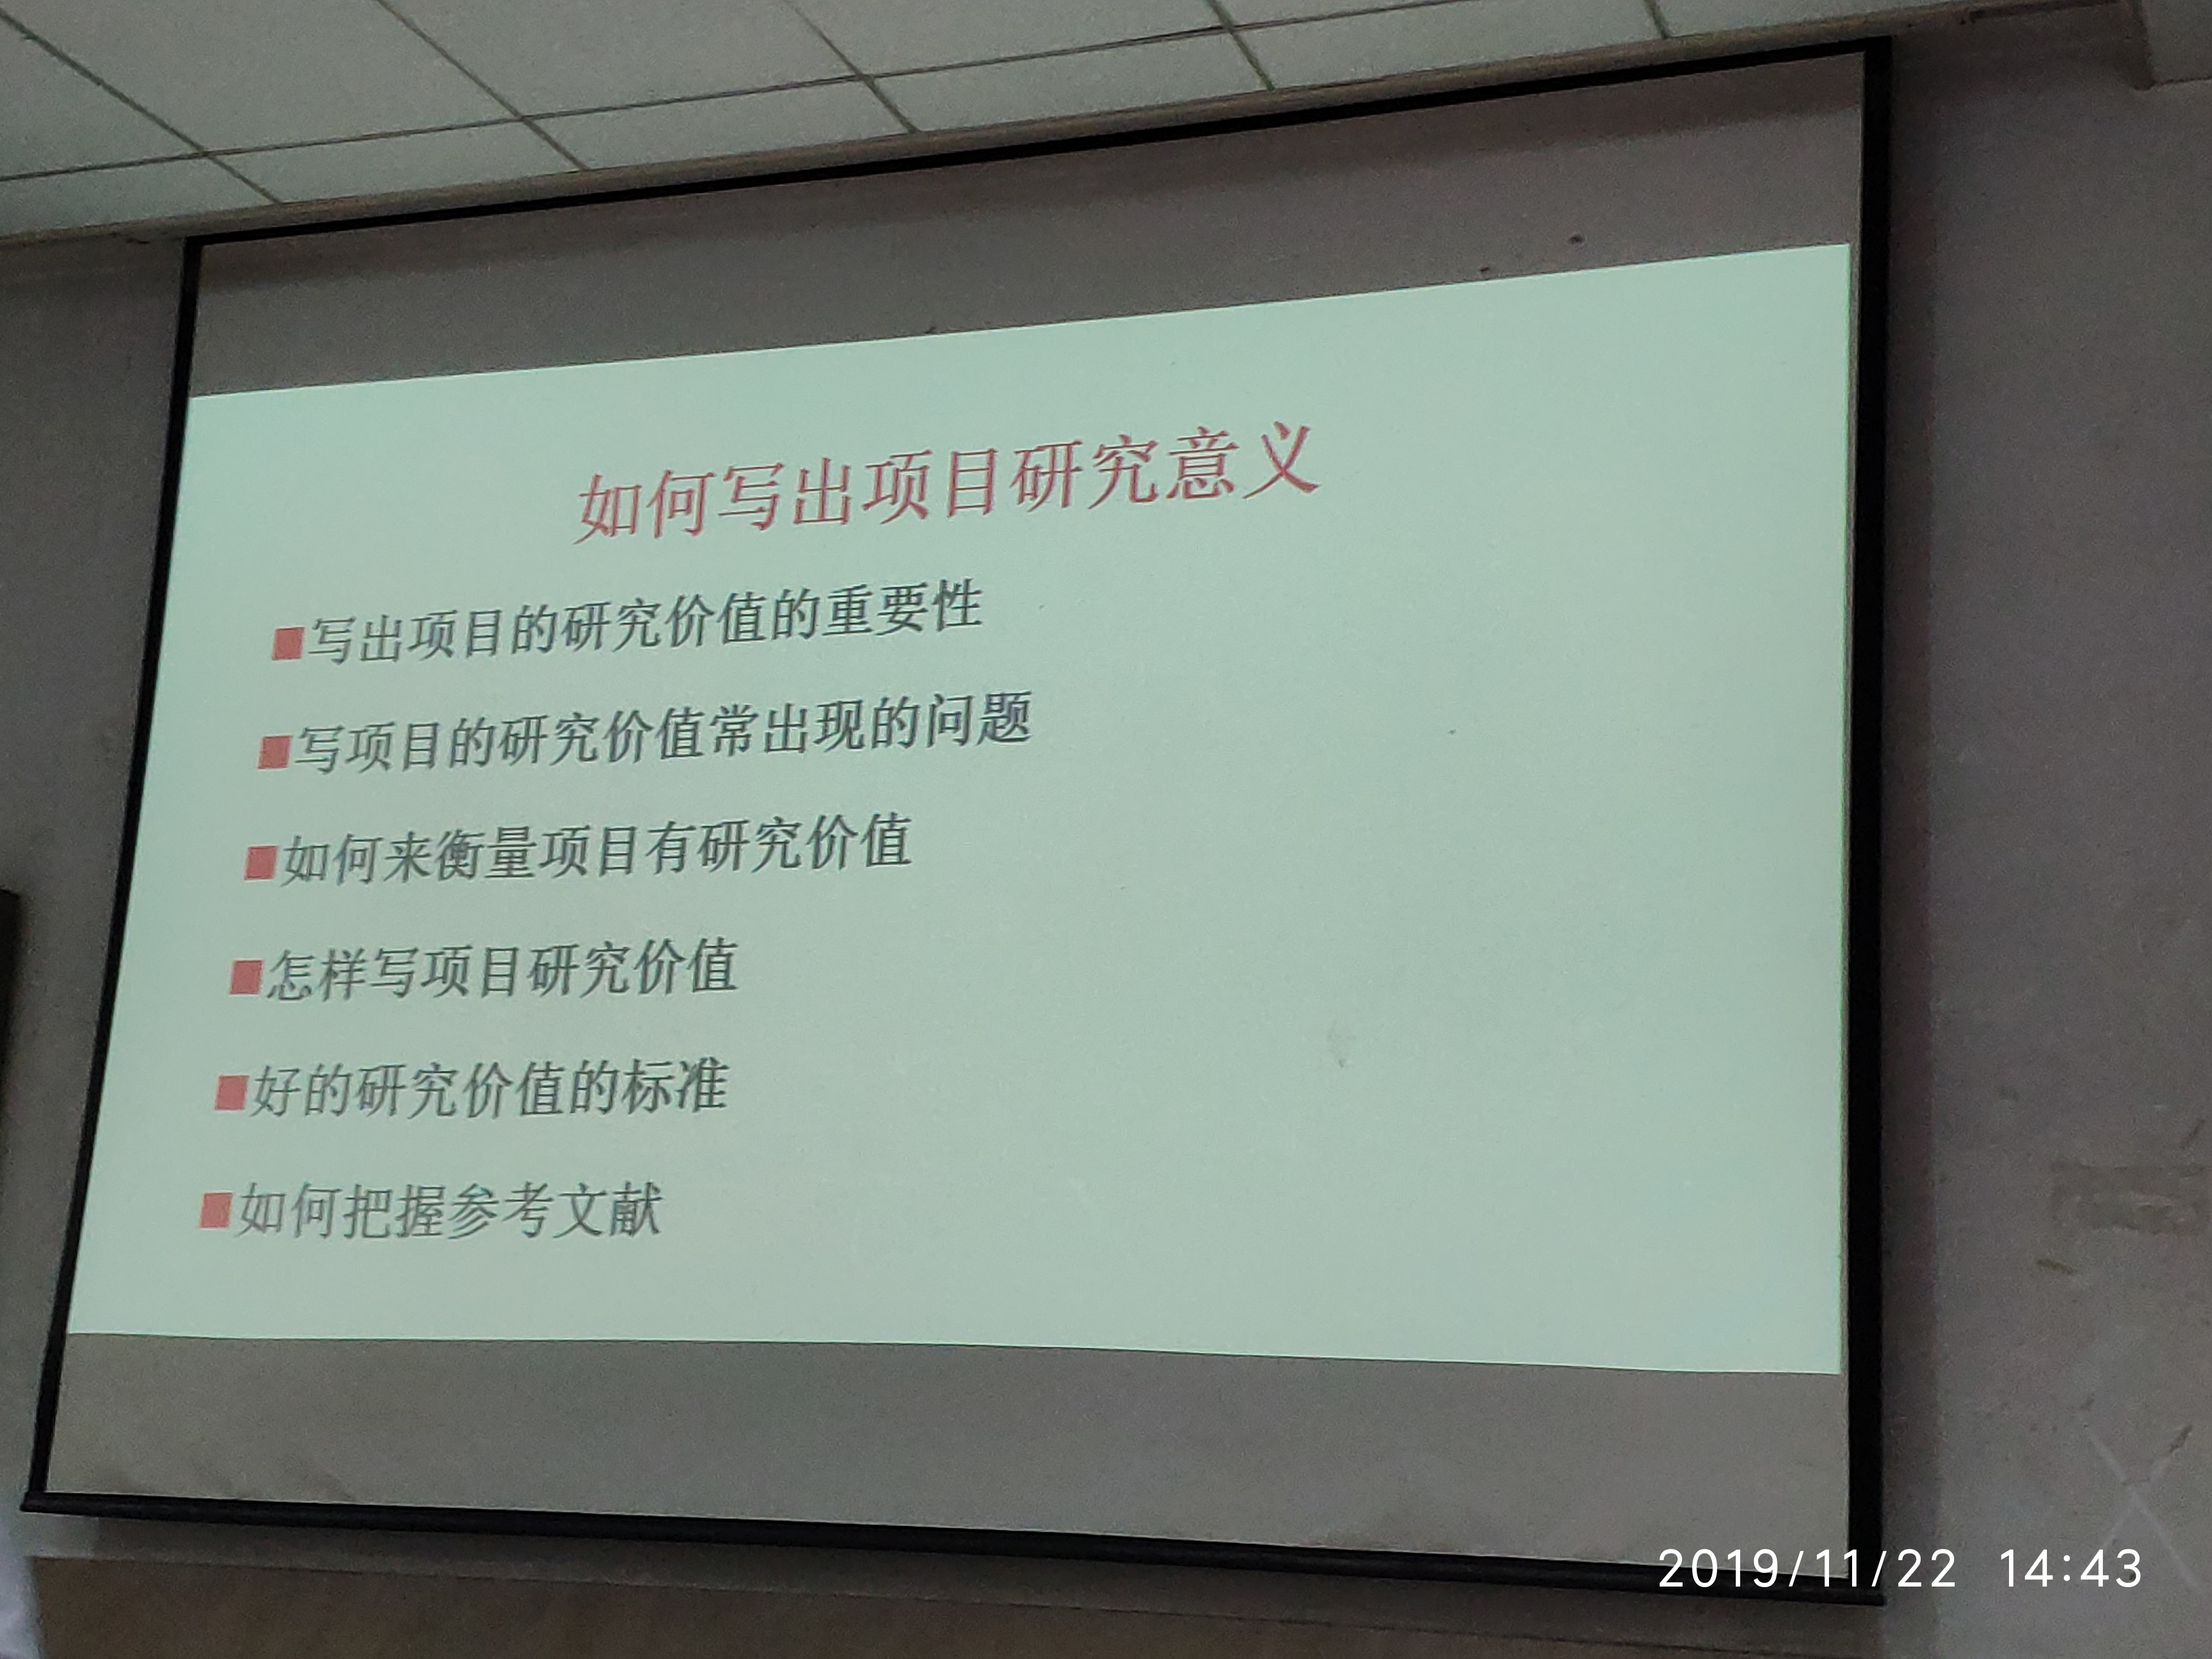 如何写出项目研究意义
■写出项目的研究价值的重要性
■写项目的研究价值常出现的问题
■如何来衡量项目有研究价值
■怎样写项目研究价值
■好的研究价值的标准
■如何把握参考文献
2019/11/22 14:43